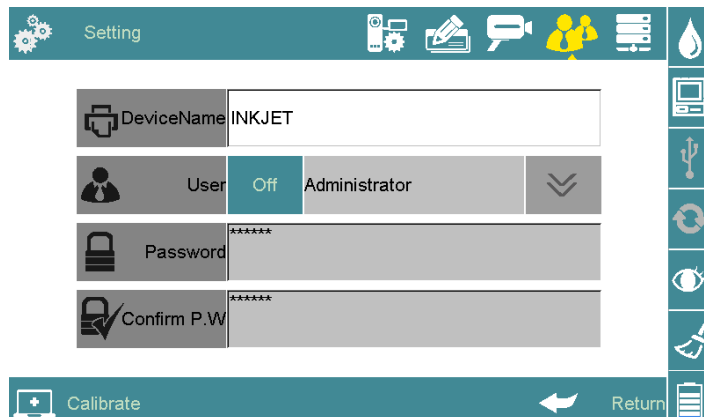 Setting
DeviceName INKJET
User Off Administrator
Password ******
Confirm P.W ******
Calibrate Return